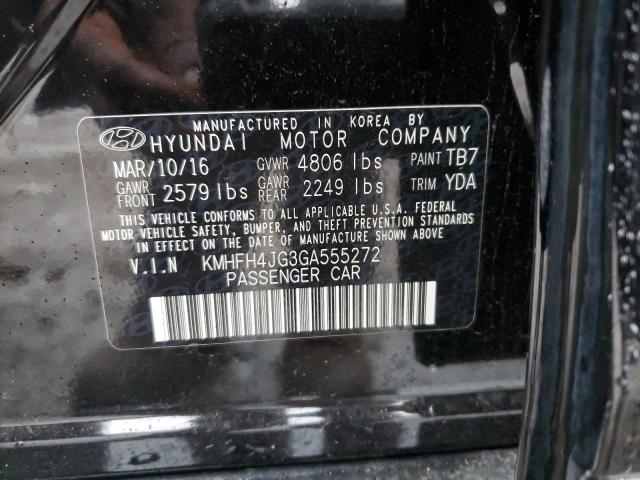 MANUFACTURED IN KOREA BY
HYUNDAI MOTOR COMPANY
MAR/10/16 GVWR 4806 lbs PAINT TB7
GAWR FRONT 2579 lbs GAWR REAR 2249 lbs TRIM YDA
THIS VEHICLE CONFORMS TO ALL APPLICABLE U.S.A. FEDERAL
MOTOR VEHICLE SAFETY, BUMPER, AND THEFT PREVENTION STANDARDS
IN EFFECT ON THE DATE OF MANUFACTURE SHOWN ABOVE
V.I.N KMHFH4JG3GA555272
PASSENGER CAR